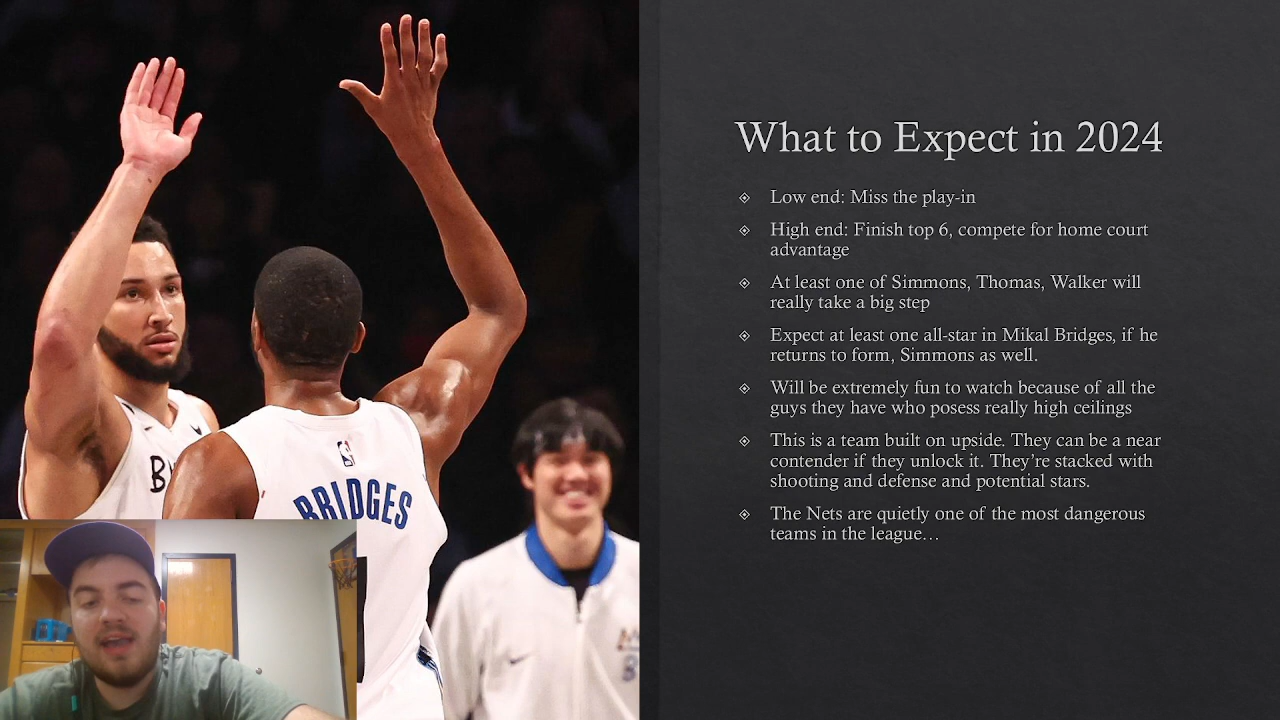 What to Expect in 2024
Low end: Miss the play-in
High end: Finish top 6, compete for home court
advantage
At least one of Simmons, Thomas, Walker will
really take a big step
Expect at least one all-star in Mikal Bridges, if he
returns to form, Simmons as well.
Will be extremely fun to watch because of all the
guys they have who posess really high ceilings
This is a team built on upside. They can be a near
contender if they unlock it. They're stacked with
shooting and defense and potential stars.
The Nets are quietly one of the most dangerous
teams in the league…
BRIDGES